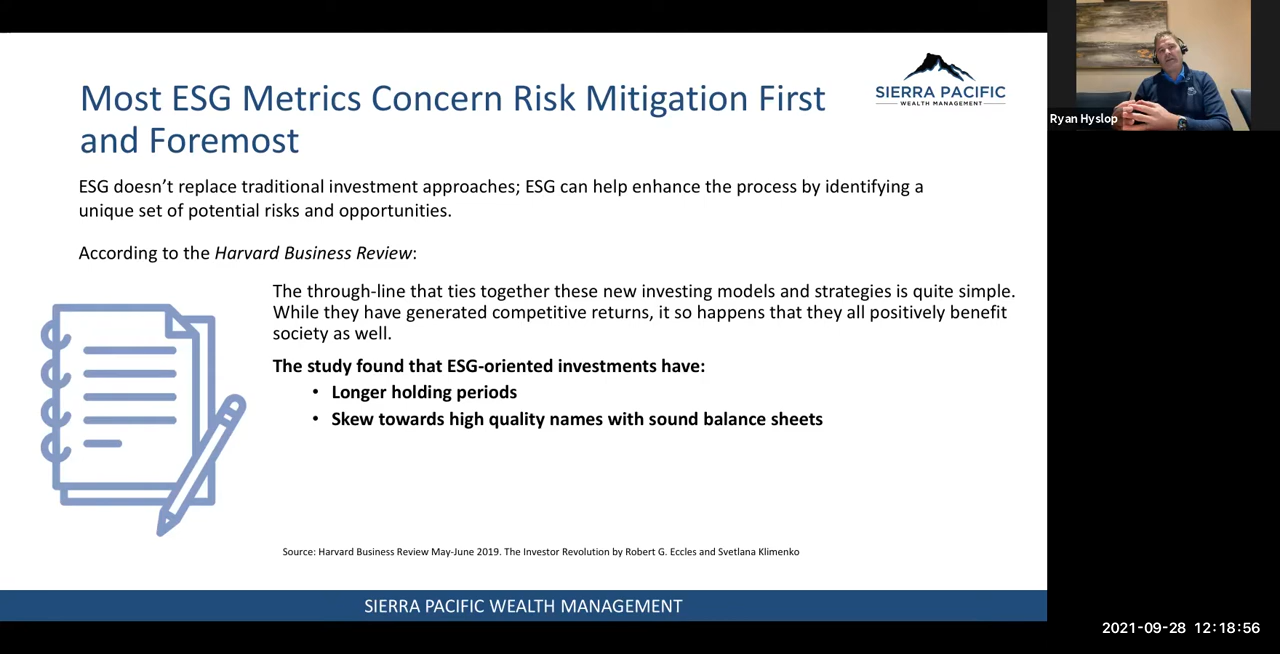 Most ESG Metrics Concern Risk Mitigation First
and Foremost
SIERRA PACIFIC
WEALTH MANAGEMENT
Ryan Hyslop
ESG doesn’t replace traditional investment approaches; ESG can help enhance the process by identifying a
unique set of potential risks and opportunities.
According to the Harvard Business Review:
The through-line that ties together these new investing models and strategies is quite simple.
While they have generated competitive returns, it so happens that they all positively benefit
society as well.
The study found that ESG-oriented investments have:
• Longer holding periods
• Skew towards high quality names with sound balance sheets
Source: Harvard Business Review May-June 2019. The Investor Revolution by Robert G. Eccles and Svetlana Klimenko
SIERRA PACIFIC WEALTH MANAGEMENT
2021-09-28 12:18:56